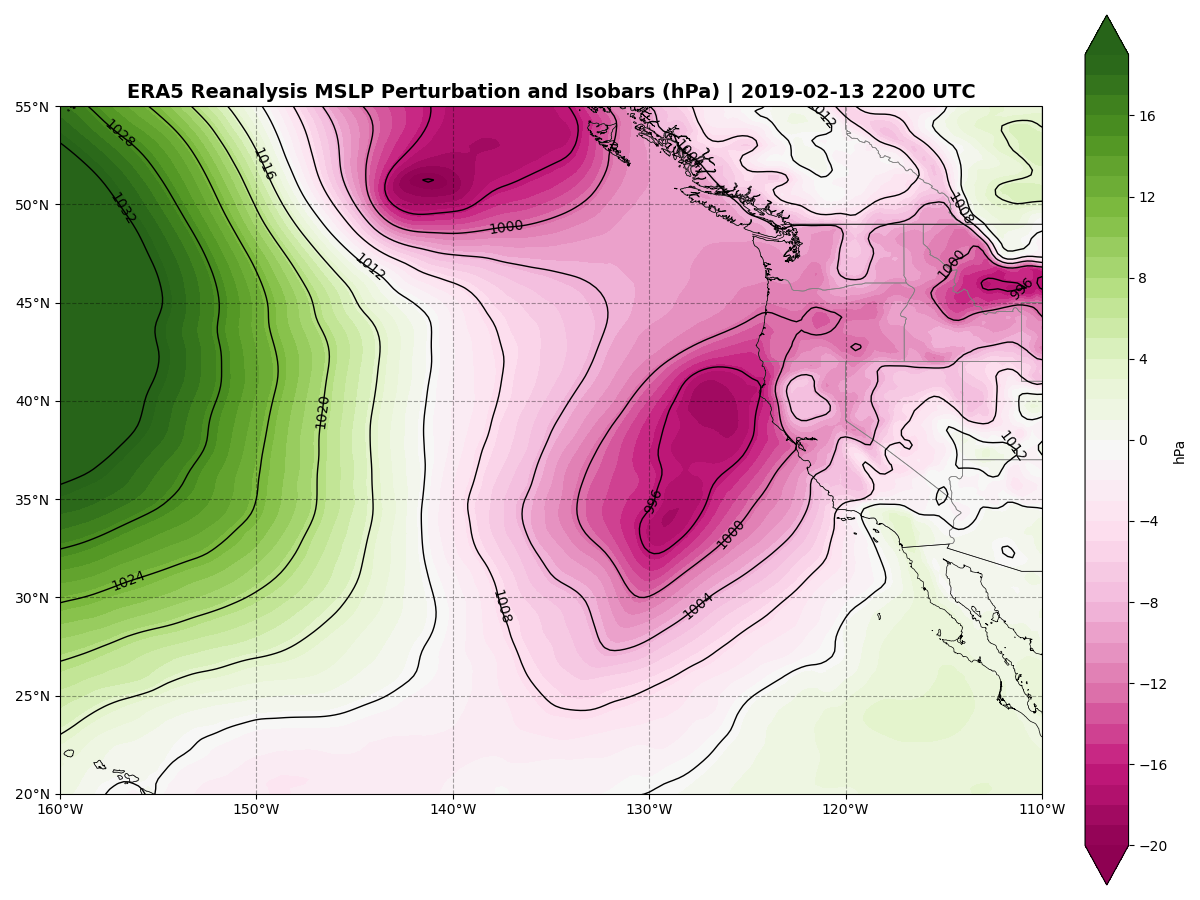 ERA5 Reanalysis MSLP Perturbation and Isobars (hPa) | 2019-02-13 2200 UTC
55°N
50°N
45°N
40°N
35°N
30°N
25°N
20°N
160°W
150°W
140°W
130°W
120°W
110°W
1028
1032
1016
1012
1000
1012
1008
1000
996
1020
1012
996
1000
1024
1008
1004
16
12
8
4
0
−4
−8
−12
−16
−20
hPa